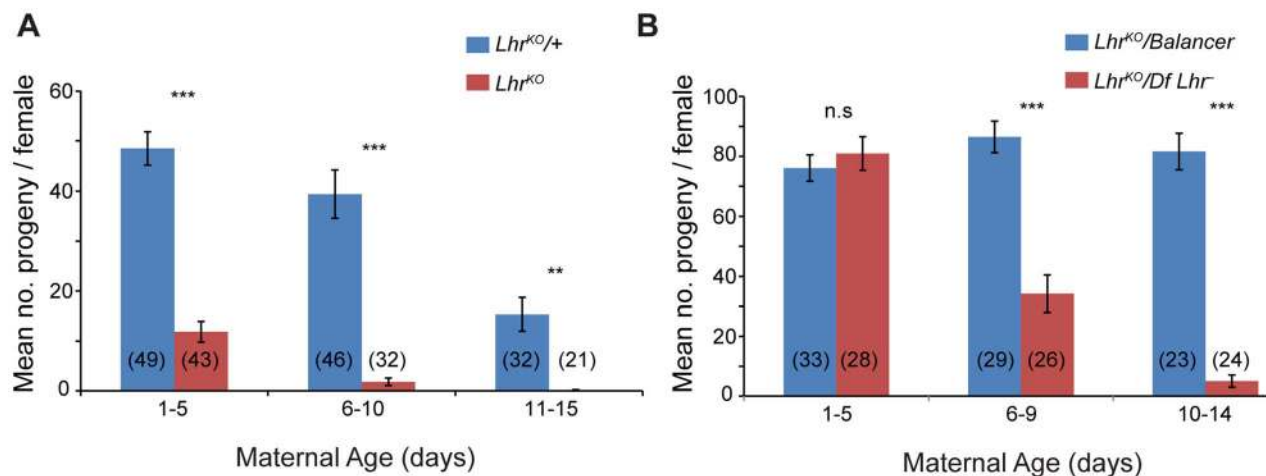 A
Lhr^KO/+
Lhr^KO
Mean no. progeny / female
60
40
20
0
***
***
**
(49) (43) (46) (32) (32) (21)
1-5 6-10 11-15
Maternal Age (days)
B
Lhr^KO/Balancer
Lhr^KO/Df Lhr^–
Mean no. progeny / female
100
80
60
40
20
0
n.s
***
***
(33) (28) (29) (26) (23) (24)
1-5 6-9 10-14
Maternal Age (days)